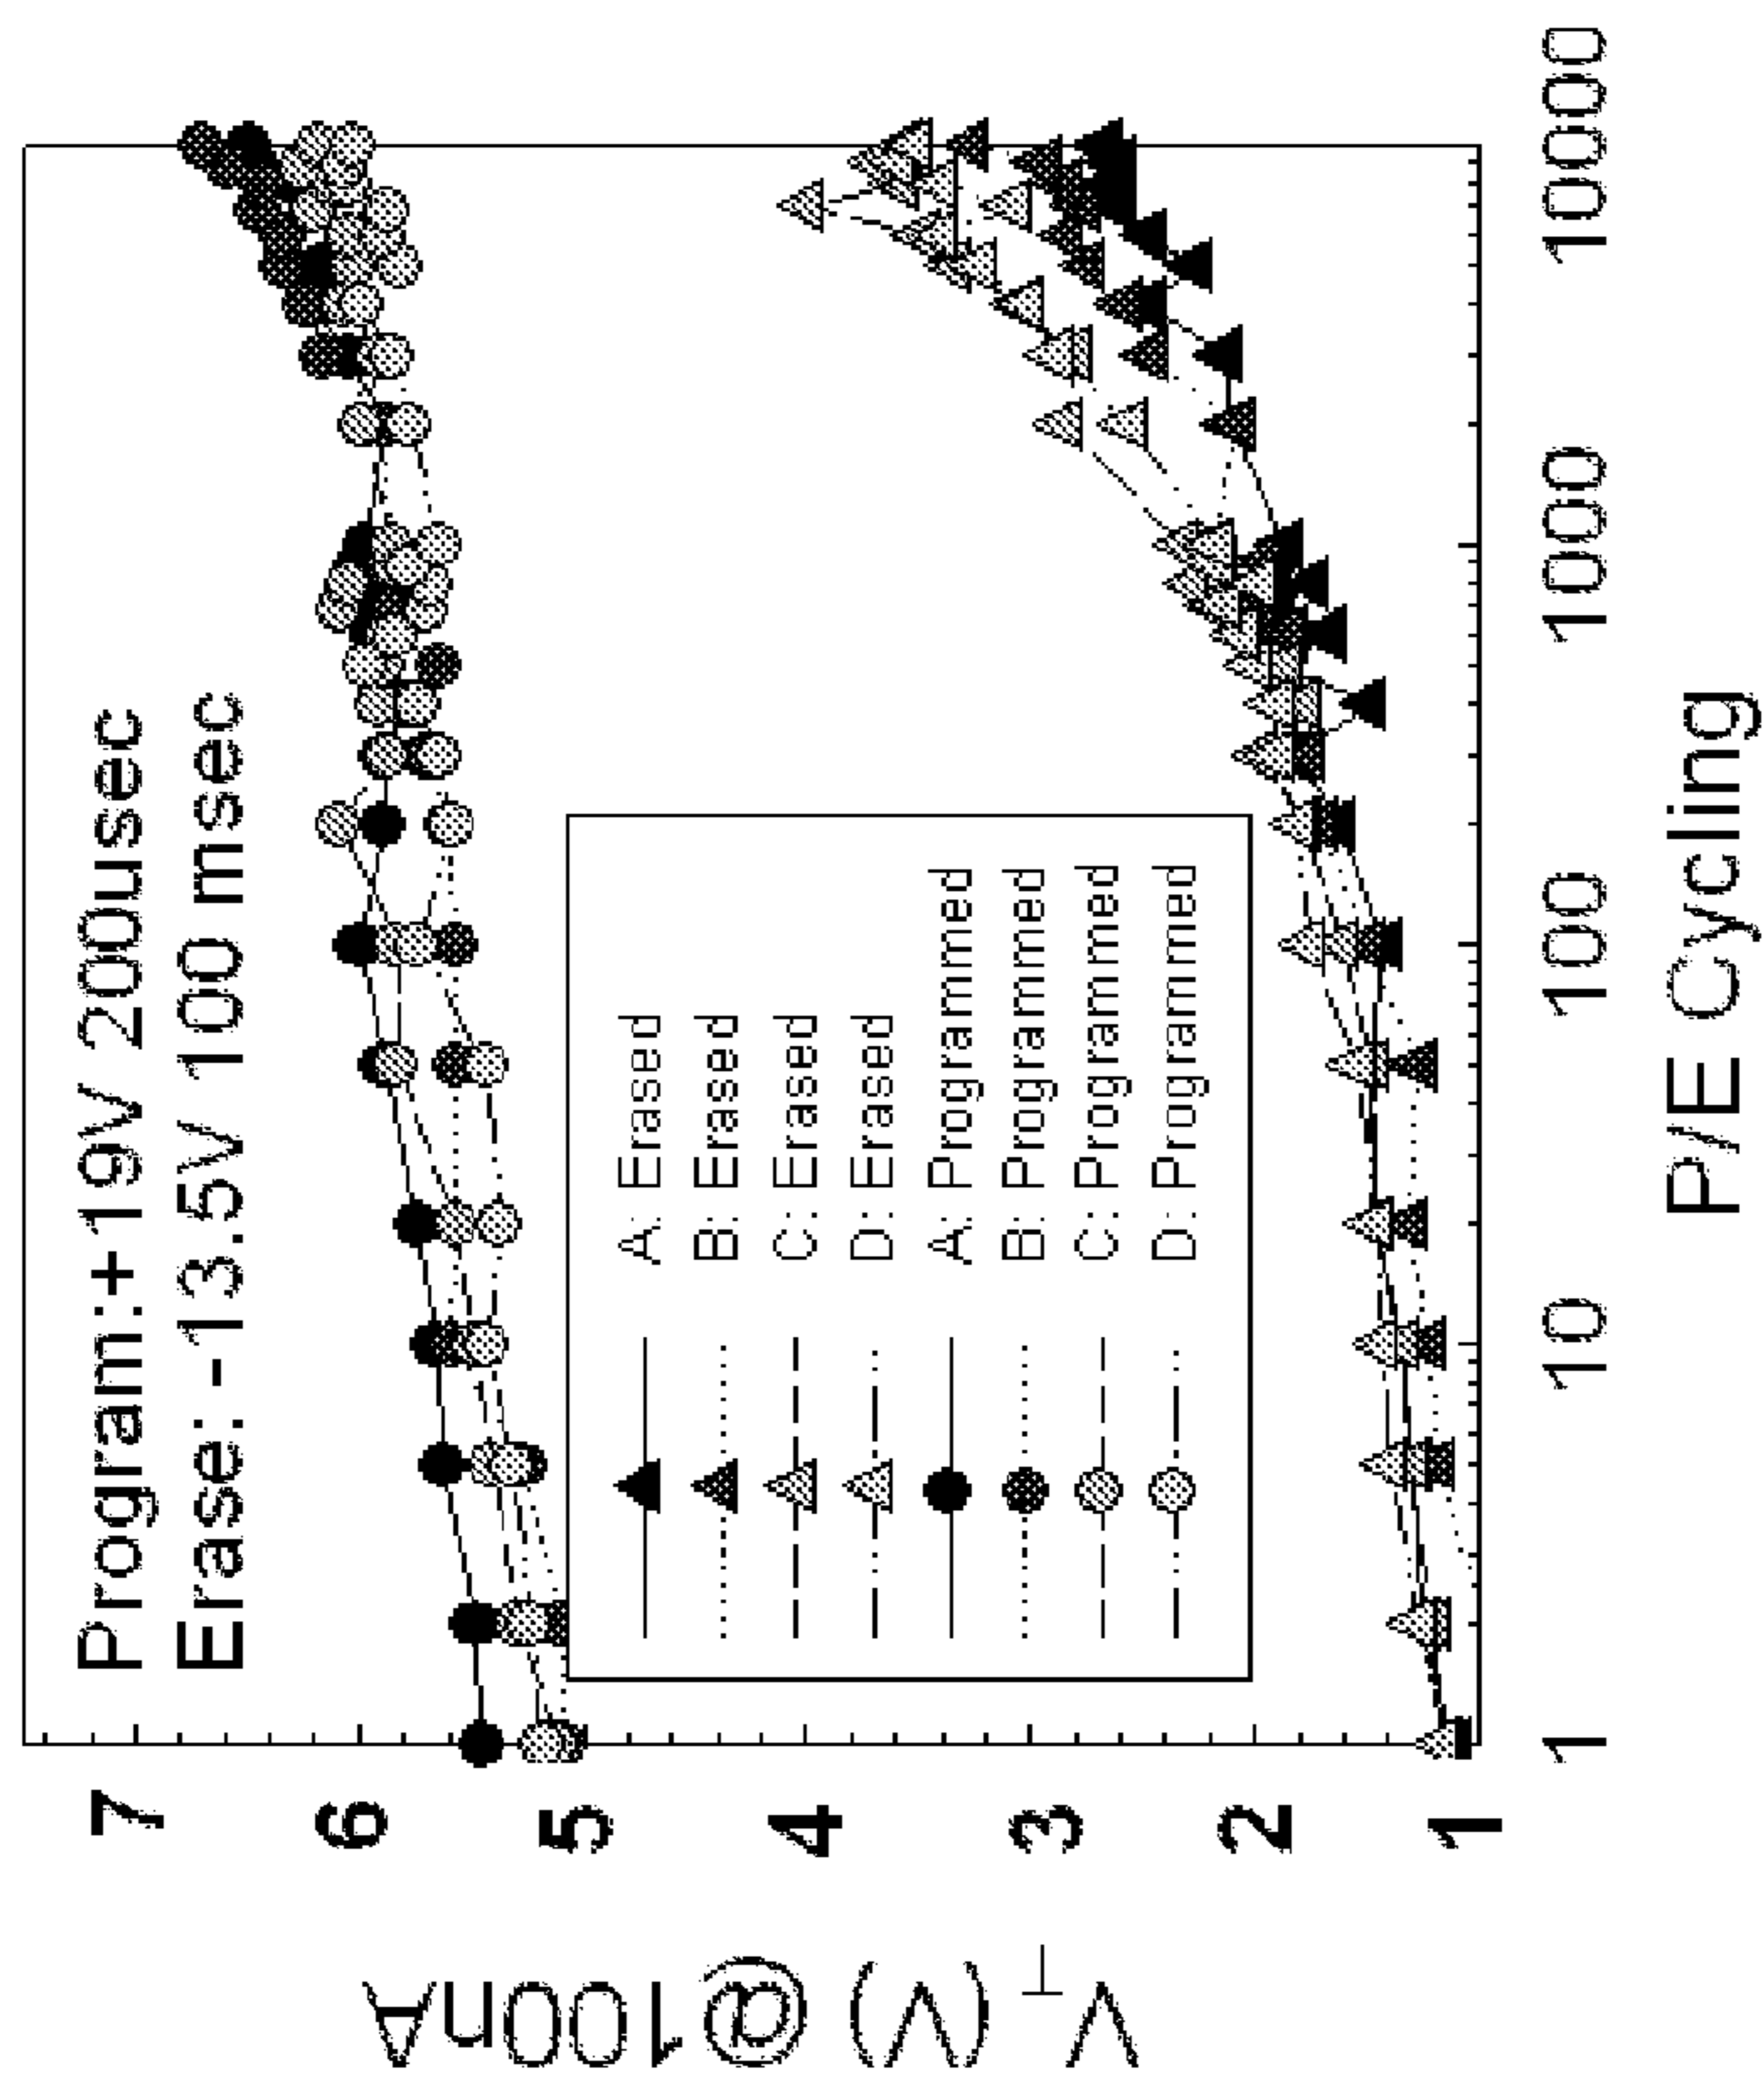 Program:+19V 200usec
Erase: -13.5V 100 msec
7
6
5
4
3
2
1
A: Erased
B: Erased
C: Erased
D: Erased
A: Programmed
B: Programmed
C: Programmed
D: Programmed
1
10
100
1000
10000
P/E Cycling
VT (V) @100nA